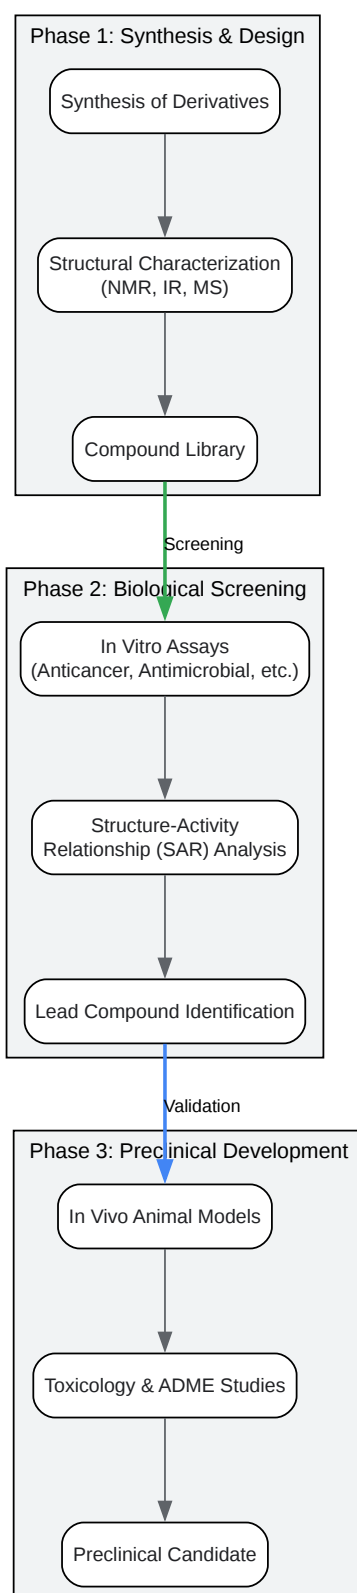 Phase 1: Synthesis & Design
Synthesis of Derivatives
Structural Characterization
(NMR, IR, MS)
Compound Library
Screening
Phase 2: Biological Screening
In Vitro Assays
(Anticancer, Antimicrobial, etc.)
Structure-Activity
Relationship (SAR) Analysis
Lead Compound Identification
Validation
Phase 3: Preclinical Development
In Vivo Animal Models
Toxicology & ADME Studies
Preclinical Candidate